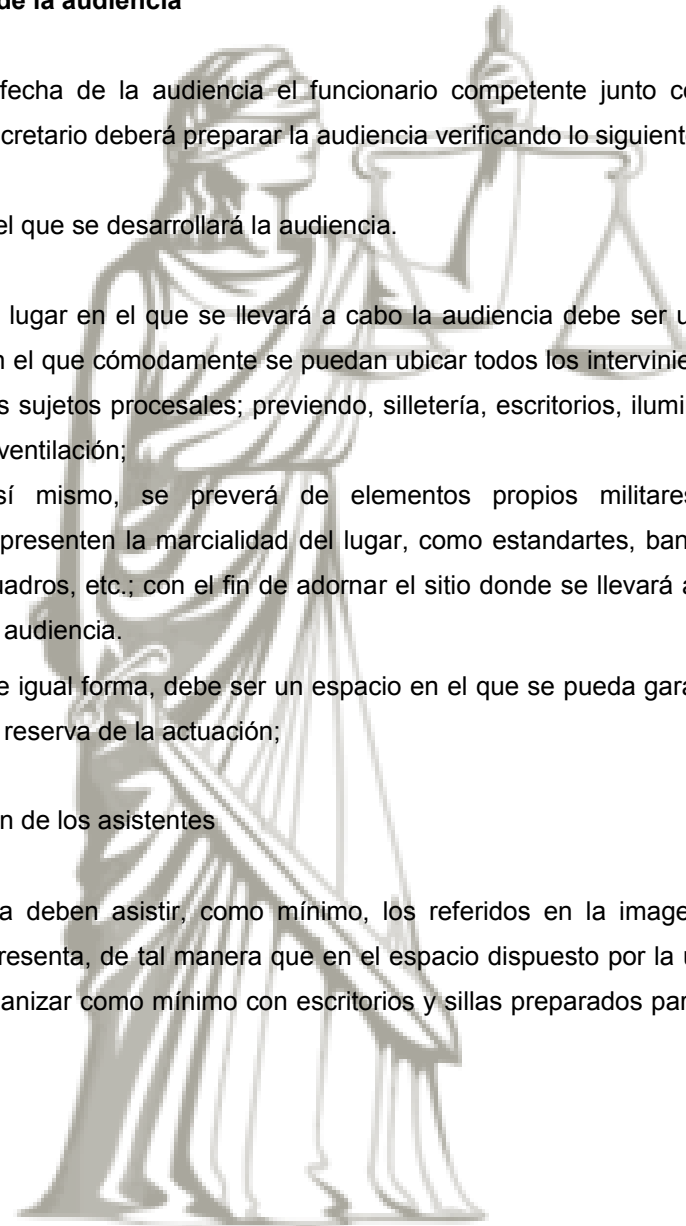 de la audiencia
fecha de la audiencia el funcionario competente junto
cretario deberá preparar la audiencia verificando lo siguient
el que se desarrollará la audiencia.
lugar en el que se llevará a cabo la audiencia debe ser u
n el que cómodamente se puedan ubicar todos los intervinie
s sujetos procesales; previendo, silletería, escritorios, ilumi
ventilación;
sí mismo, se preverá de elementos propios militares
presenten la marcialidad del lugar, como estandartes, ban
uadros, etc.; con el fin de adornar el sitio donde se llevará a
audiencia.
e igual forma, debe ser un espacio en el que se pueda gara
reserva de la actuación;
n de los asistentes
a deben asistir, como mínimo, los referidos en la image
presenta, de tal manera que en el espacio dispuesto por la u
anizar como mínimo con escritorios y sillas preparados par